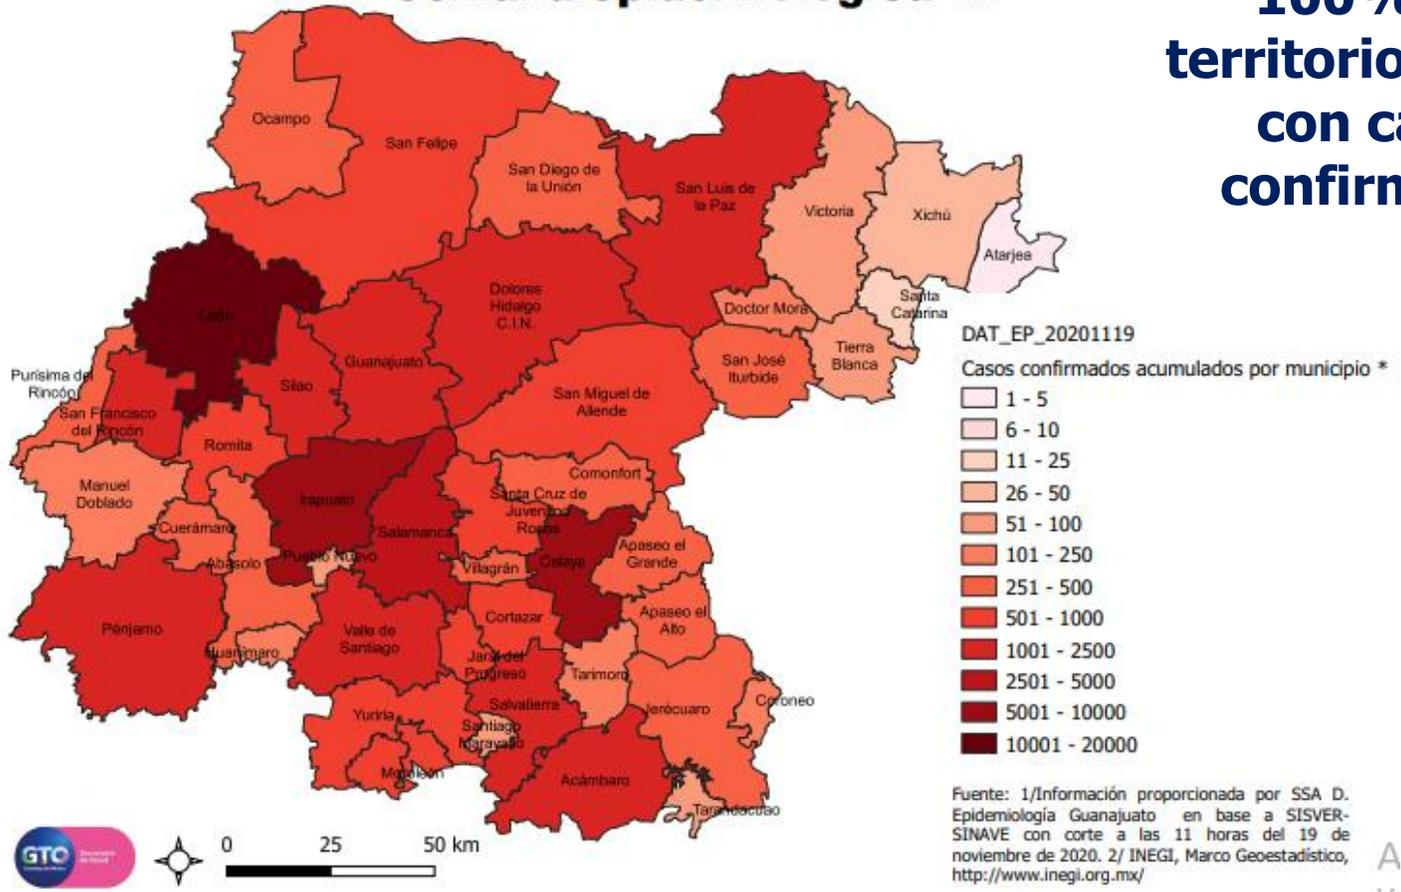 100%
territorio
con ca
confirm
Ocampo
San Felipe
San Diego de
la Unión
San Luis de
la Paz
Victoria
Xichú
Atarjea
Santa
Catarina
Doctor Mora
Tierra
Blanca
San José
Iturbide
León
Dolores
Hidalgo
C.I.N.
Guanajuato
Silao
San Miguel de
Allende
Purísima del
Rincón
San Francisco
del Rincón
Romita
Manuel
Doblado
Irapuato
Salamanca
Comonfort
Santa Cruz de
Juventino
Rosas
Cuerámaro
Abasolo
Pueblo Nuevo
Villagrán
Celaya
Apaseo el
Grande
Apaseo el
Alto
Cortazar
Pénjamo
Valle de
Santiago
Huanímaro
Jaral del
Progreso
Tarimoro
Salvatierra
Jerécuaro
Coroneo
Yuriria
Santiago
Maravatío
Moroleón
Acámbaro
Tarandacuao
DAT_EP_20201119
Casos confirmados acumulados por municipio *
1 - 5
6 - 10
11 - 25
26 - 50
51 - 100
101 - 250
251 - 500
501 - 1000
1001 - 2500
2501 - 5000
5001 - 10000
10001 - 20000
Fuente: 1/Información proporcionada por SSA D.
Epidemiología Guanajuato en base a SISVER-
SINAVE con corte a las 11 horas del 19 de
noviembre de 2020. 2/ INEGI, Marco Geoestadístico,
http://www.inegi.org.mx/
GTO
0 25 50 km
A